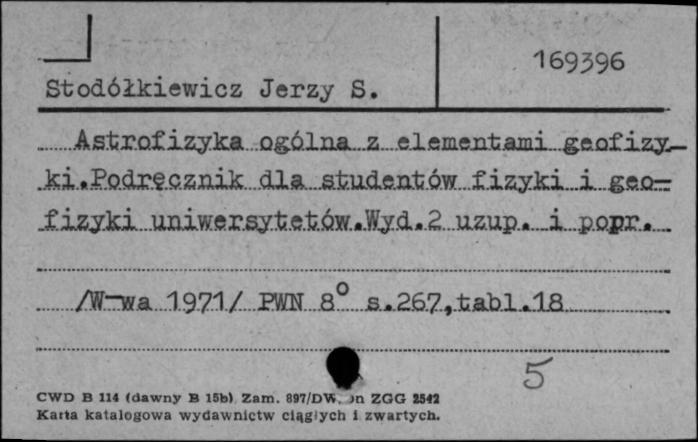 169396
Stodółkiewicz Jerzy S.
Astrofizyka ogólna z elementami geofizy-
ki.Podręcznik dla studentów fizyki i geo=
fizyki uniwersytetów.Wyd.2 uzup. i popr.
/W-wa 1971/ PWN 8° s.267,tabl.18
5
CWD B 114 (dawny B 15b) Zam. 897/DW. ZGG 2542
Karta katalogowa wydawnictw ciągłych i zwartych.